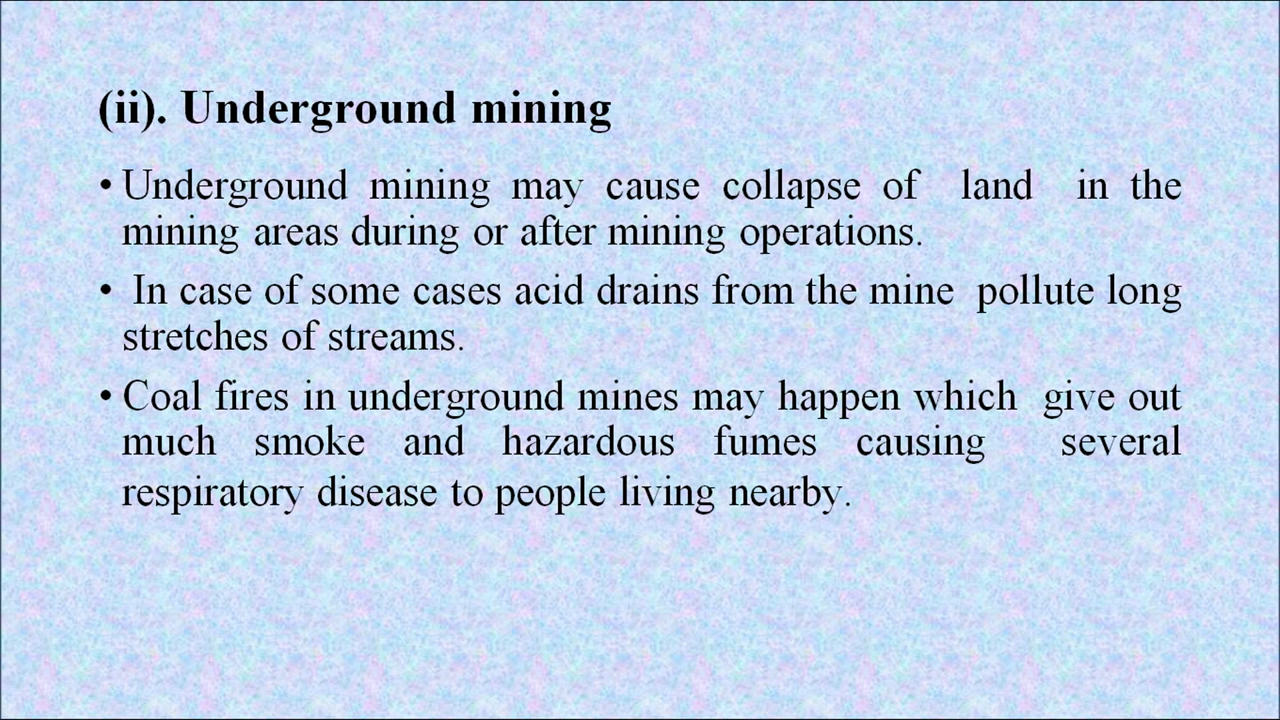 (ii). Underground mining
• Underground mining may cause collapse of land in the
mining areas during or after mining operations.
• In case of some cases acid drains from the mine pollute long
stretches of streams.
• Coal fires in underground mines may happen which give out
much smoke and hazardous fumes causing several
respiratory disease to people living nearby.